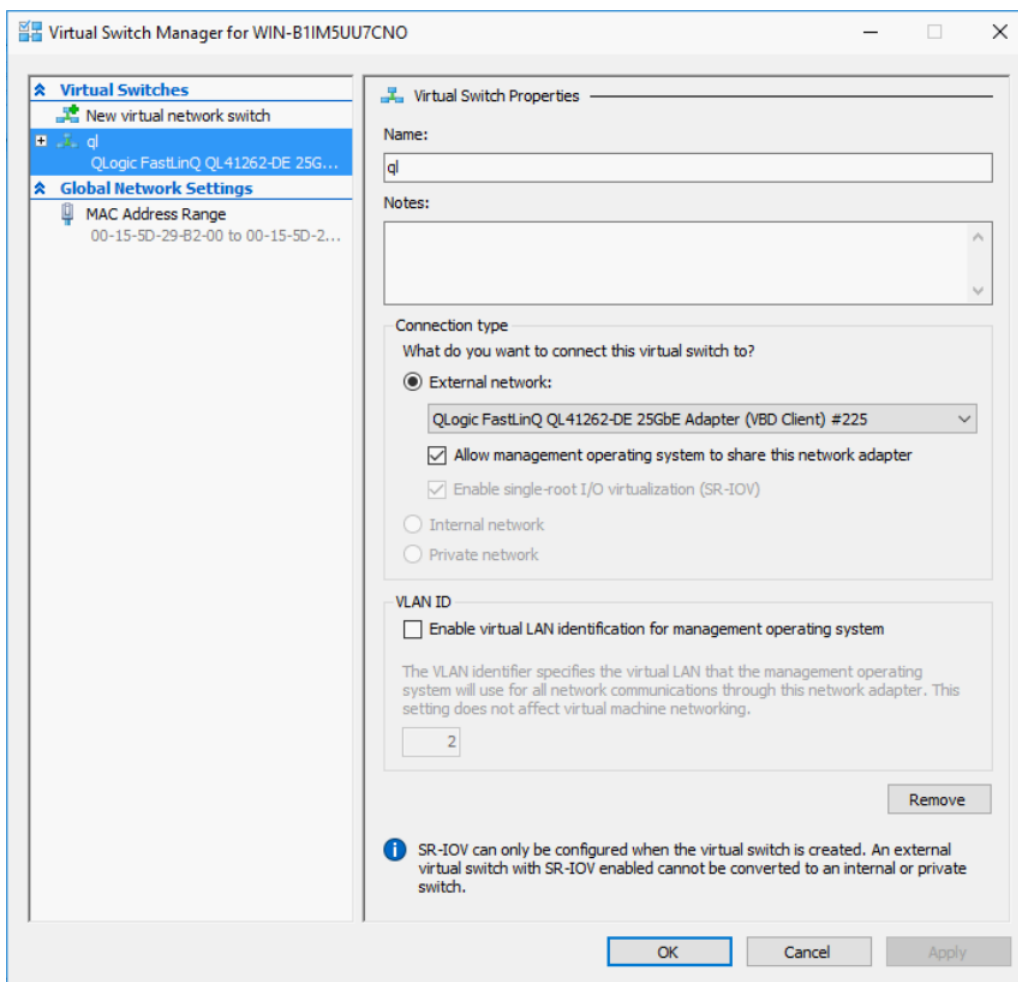 Virtual Switch Manager for WIN-B1IM5UU7CNO
Virtual Switches
New virtual network switch
ql
QLogic FastLinQ QL41262-DE 25G...
Global Network Settings
MAC Address Range
00-15-5D-29-B2-00 to 00-15-5D-2...
Virtual Switch Properties
Name:
ql
Notes:
Connection type
What do you want to connect this virtual switch to?
External network:
QLogic FastLinQ QL41262-DE 25GbE Adapter (VBD Client) #225
Allow management operating system to share this network adapter
Enable single-root I/O virtualization (SR-IOV)
Internal network
Private network
VLAN ID
Enable virtual LAN identification for management operating system
The VLAN identifier specifies the virtual LAN that the management operating
system will use for all network communications through this network adapter. This
setting does not affect virtual machine networking.
2
Remove
SR-IOV can only be configured when the virtual switch is created. An external
virtual switch with SR-IOV enabled cannot be converted to an internal or private
switch.
OK
Cancel
Apply